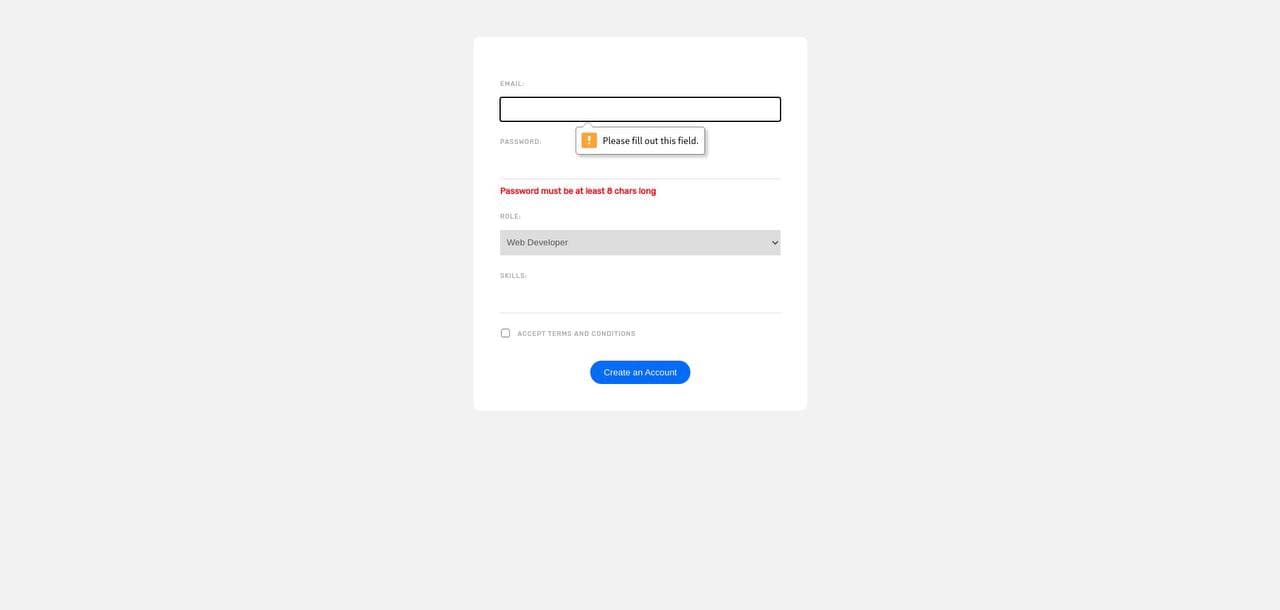 EMAIL:
Please fill out this field.
PASSWORD:
Password must be at least 8 chars long
ROLE:
Web Developer
SKILLS:
ACCEPT TERMS AND CONDITIONS
Create an Account